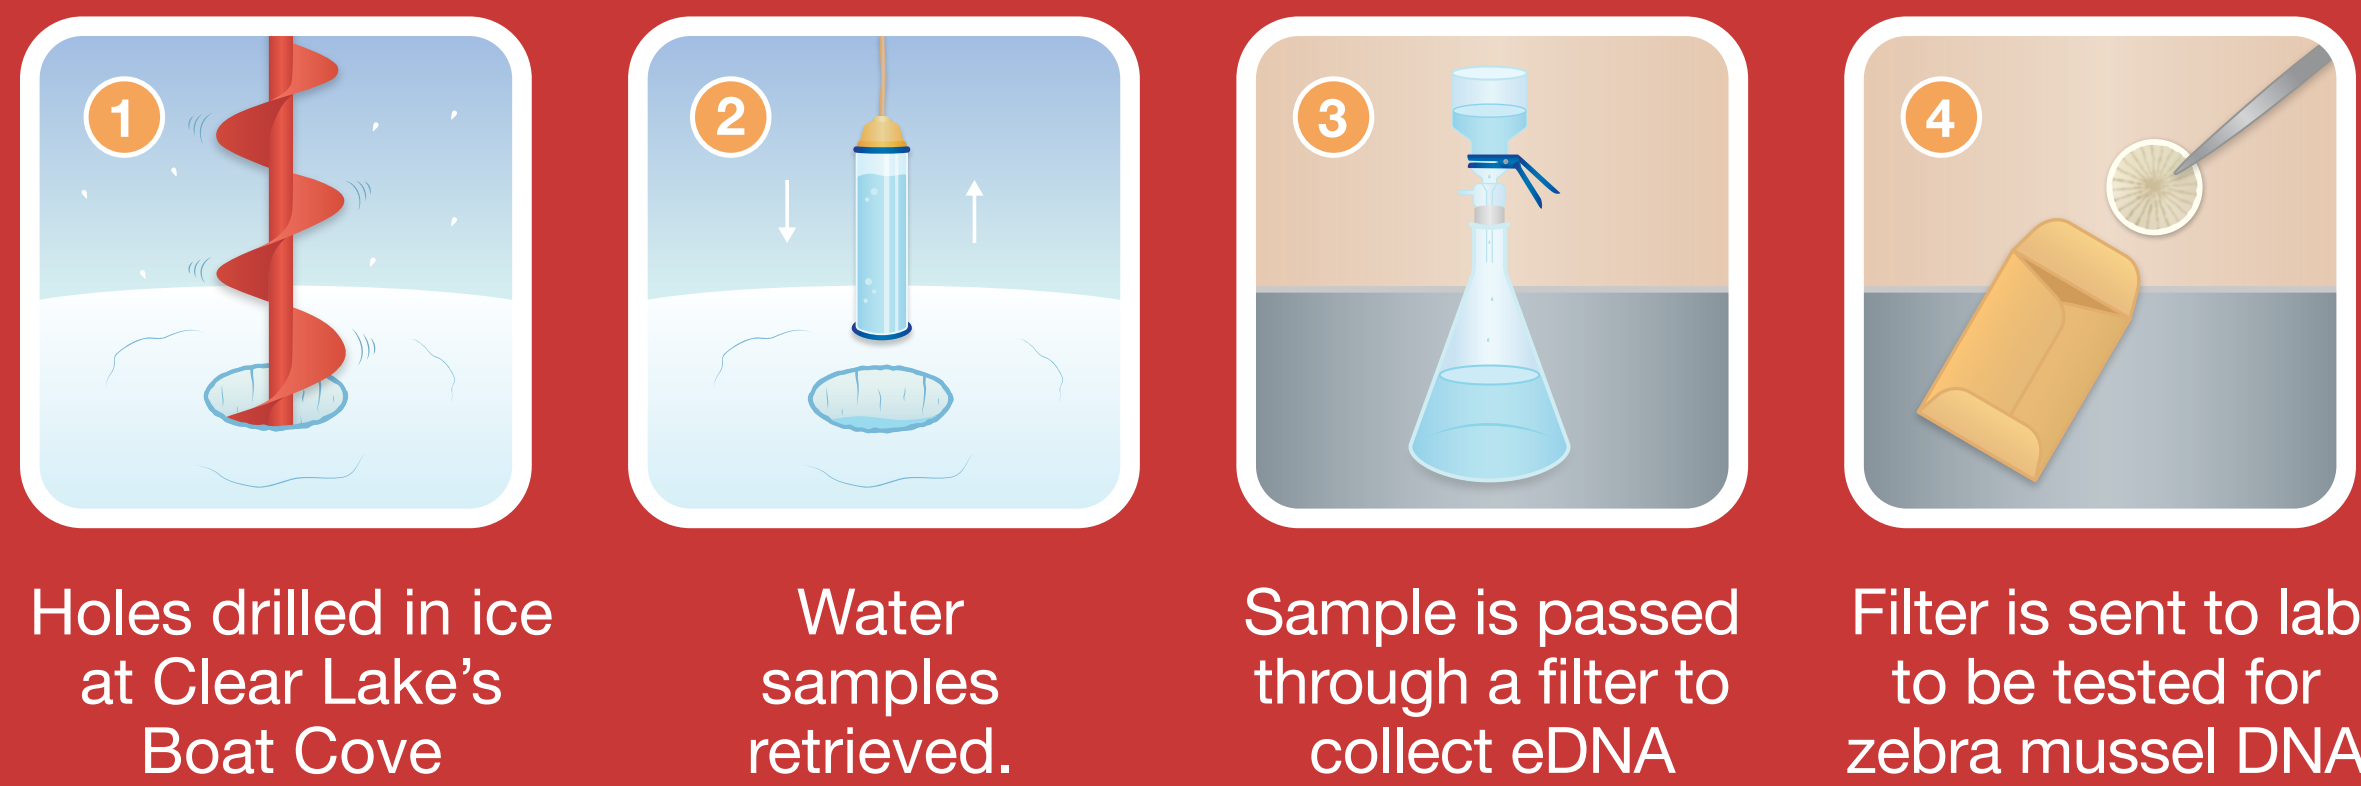 1
Holes drilled in ice
at Clear Lake’s
Boat Cove
2
Water
samples
retrieved.
3
Sample is passed
through a filter to
collect eDNA
4
Filter is sent to lab
to be tested for
zebra mussel DNA